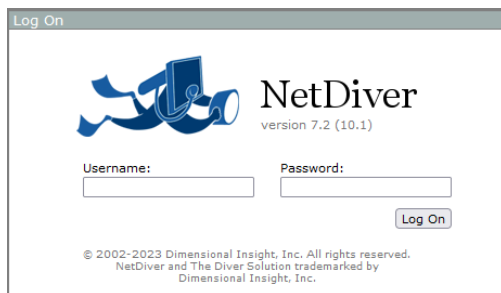 Log On
NetDiver
version 7.2 (10.1)
Username:
Password:
Log On
© 2002-2023 Dimensional Insight, Inc. All rights reserved.
NetDiver and The Diver Solution trademarked by
Dimensional Insight, Inc.